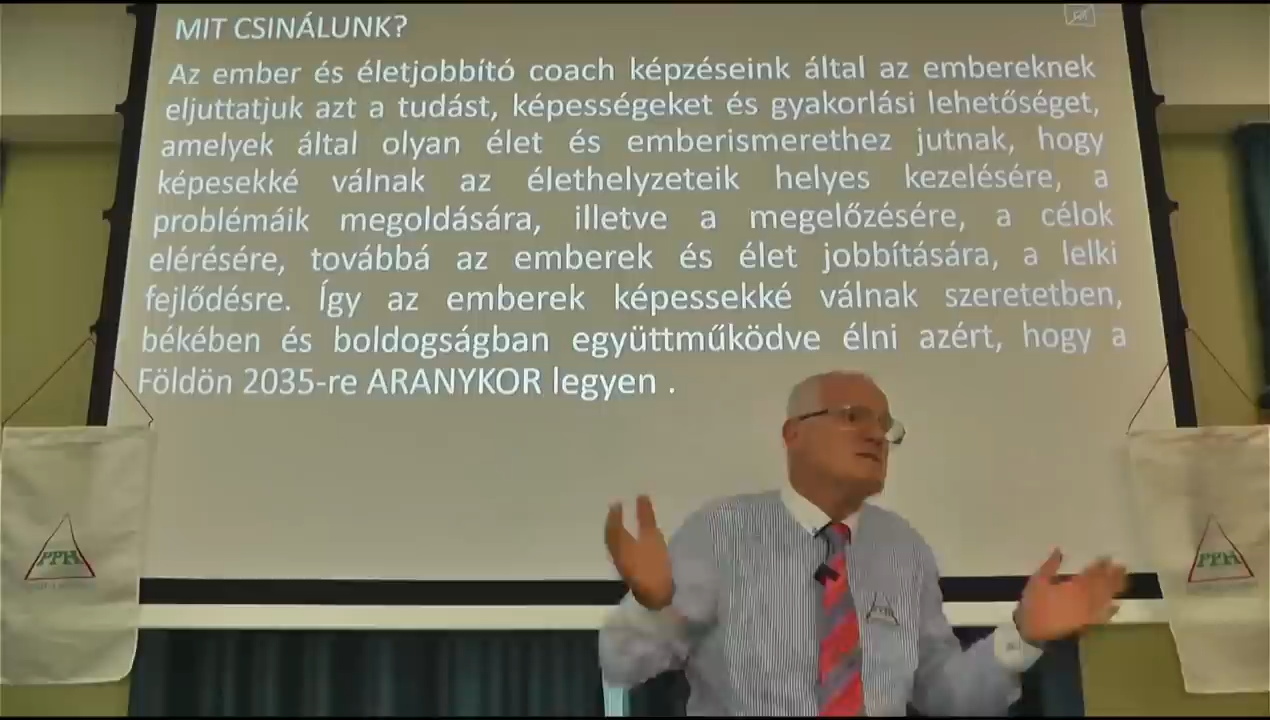 MIT CSINÁLUNK?
Az ember és életjobbító coach képzéseink által az embereknek
eljuttatjuk azt a tudást, képességeket és gyakorlási lehetőséget,
amelyek által olyan élet és emberismerethez jutnak, hogy
képesekké válnak az élethelyzeteik helyes kezelésére, a
problémáik megoldására, illetve a megelőzésére, a célok
elérésére, továbbá az emberek és élet jobbítására, a lelki
fejlődésre. Így az emberek képessekké válnak szeretetben,
békében és boldogságban együttműködve élni azért, hogy a
Földön 2035-re ARANYKOR legyen .
PPH
PPH
PPH